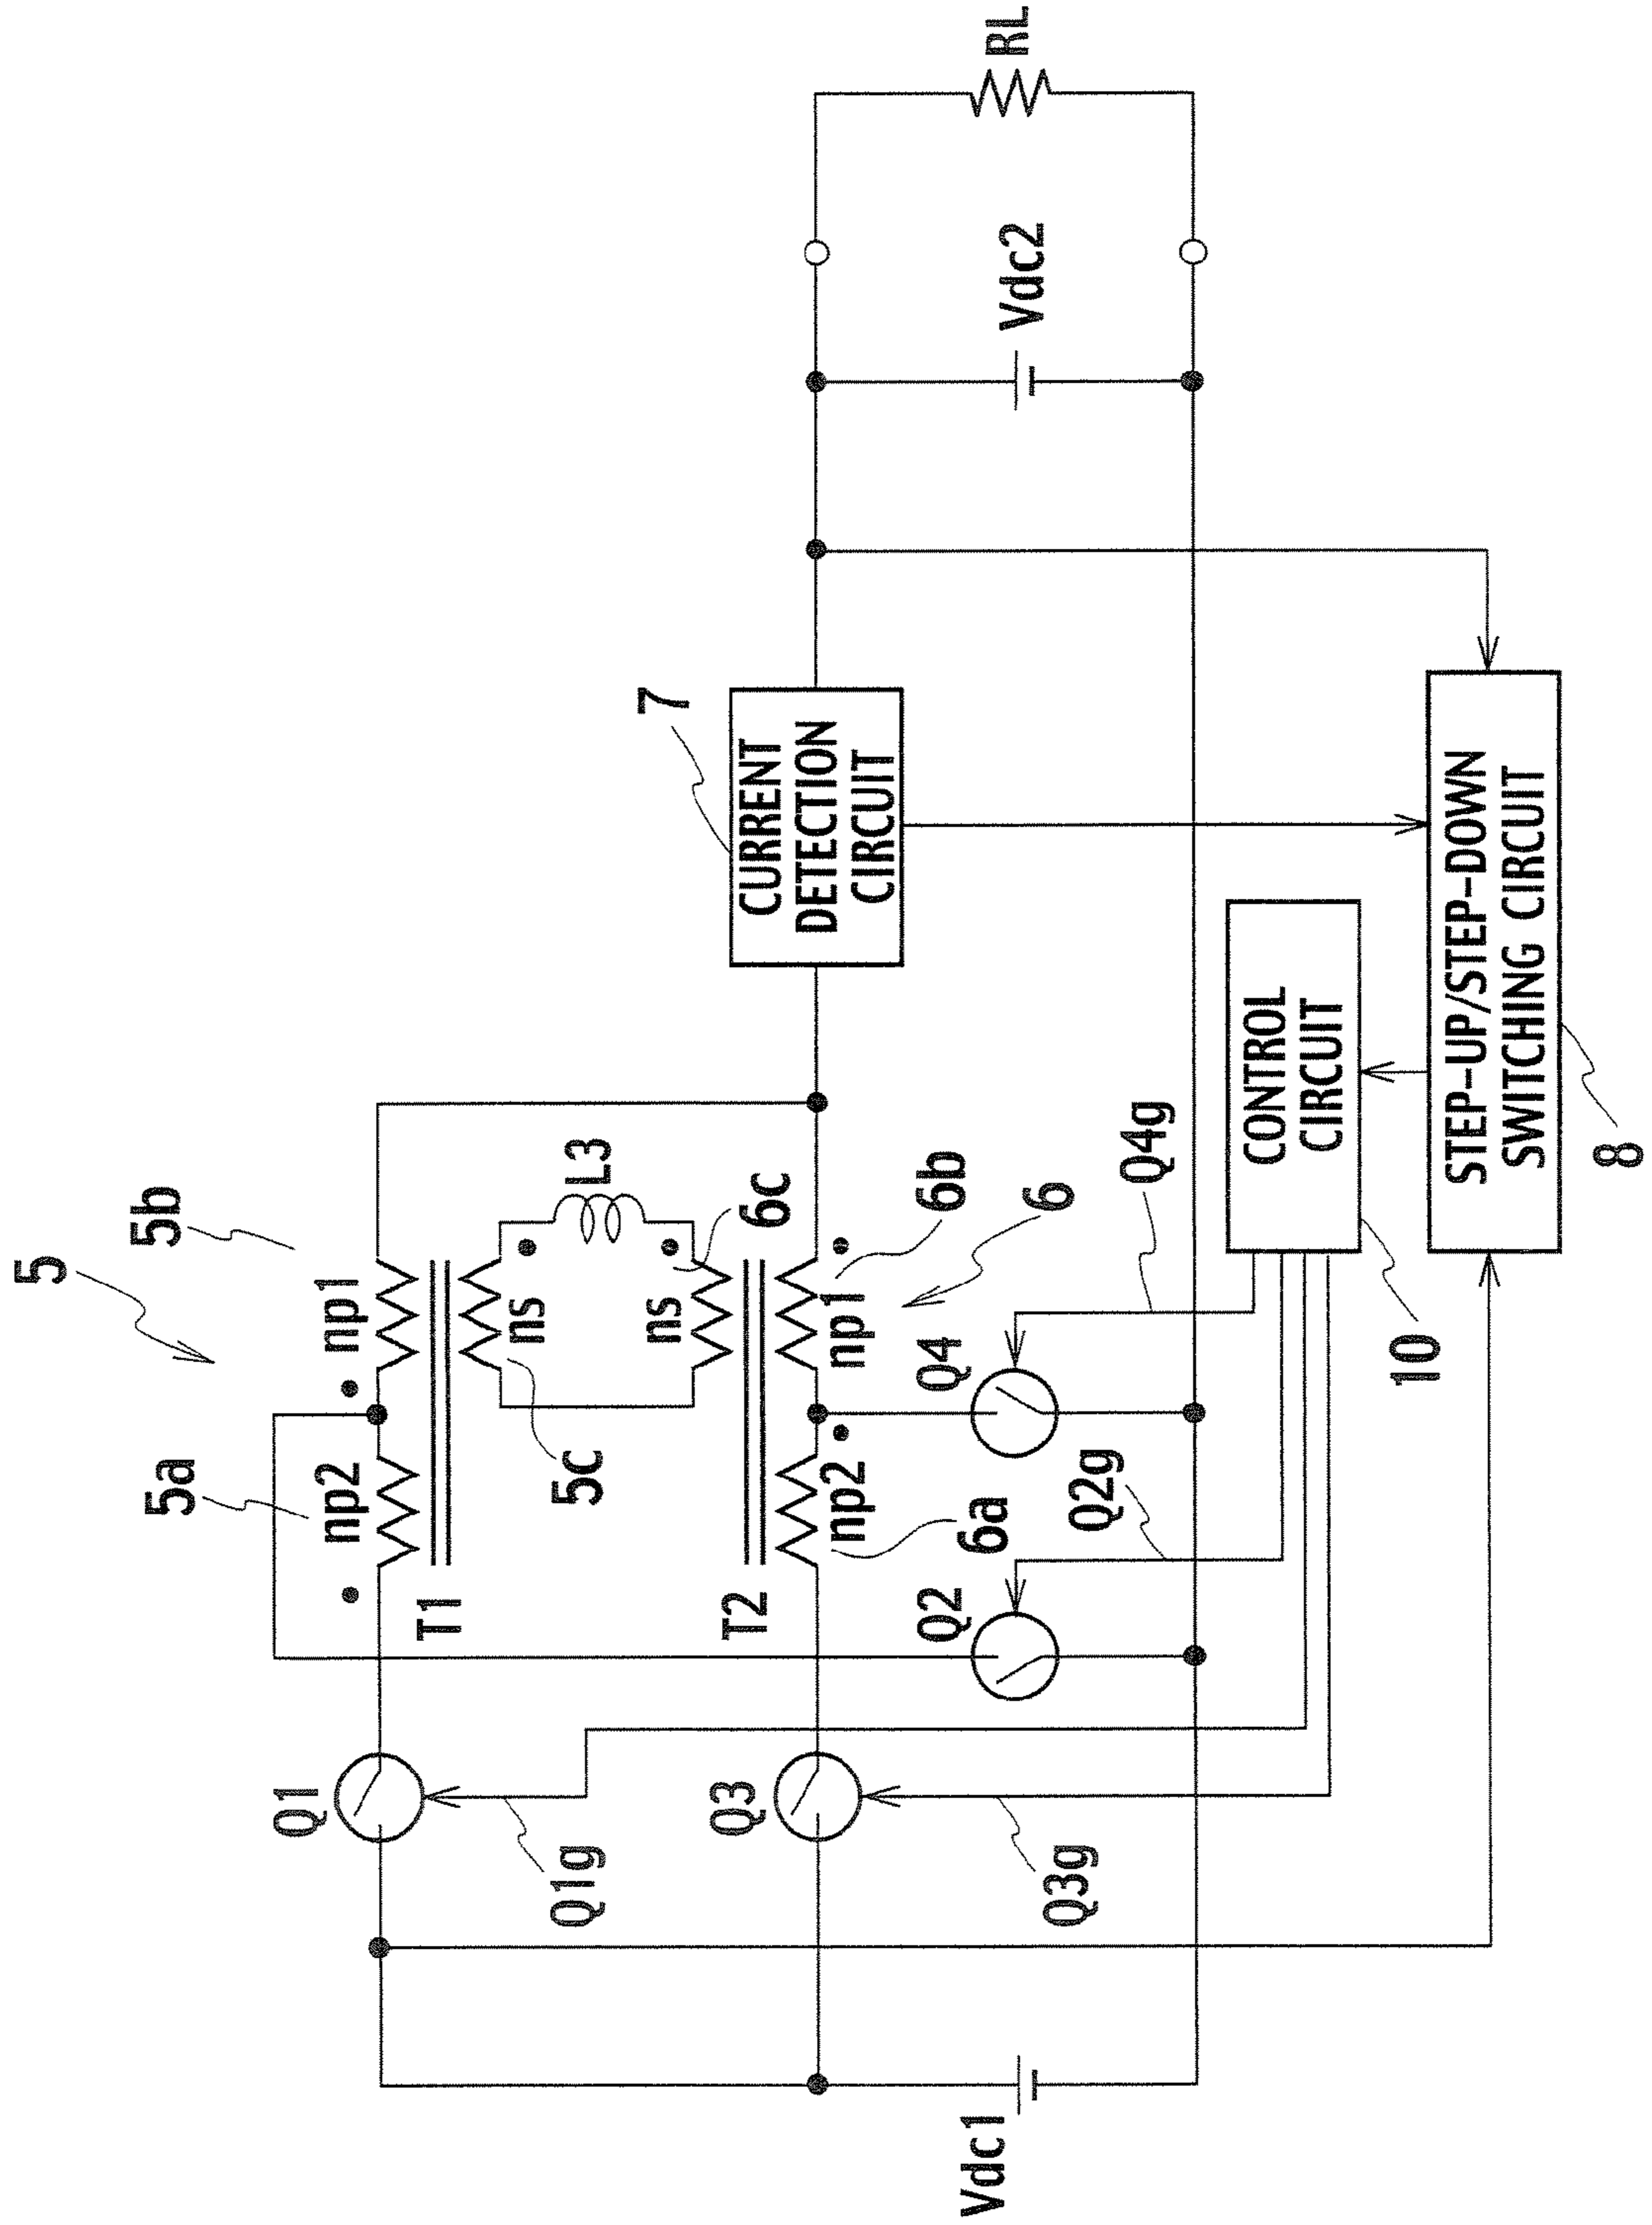 5
5a
5b
np2
np1
Q1
T1
5c
ns
L3
Q1g
ns
6c
7
CURRENT
DETECTION
CIRCUIT
Q3
T2
np2
np1
6a
6b
6
Q3g
Q2
Q4
Q2g
Q4g
Vdc1
Vdc2
RL
CONTROL
CIRCUIT
10
STEP-UP/STEP-DOWN
SWITCHING CIRCUIT
8